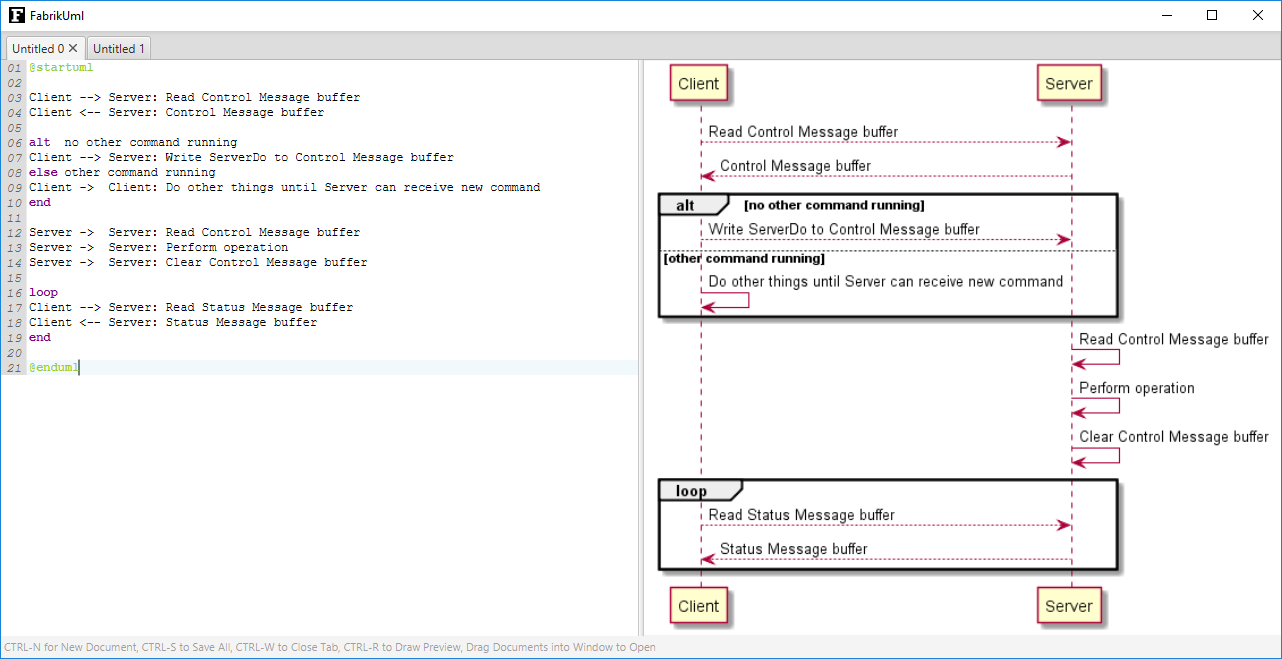 FabrikUml
Untitled 0 Untitled 1
01 @startuml
02
03 Client --> Server: Read Control Message buffer
04 Client <-- Server: Control Message buffer
05
06 alt  no other command running
07 Client --> Server: Write ServerDo to Control Message buffer
08 else other command running
09 Client ->  Client: Do other things until Server can receive new command
10 end
11
12 Server ->  Server: Read Control Message buffer
13 Server ->  Server: Perform operation
14 Server ->  Server: Clear Control Message buffer
15
16 loop
17 Client --> Server: Read Status Message buffer
18 Client <-- Server: Status Message buffer
19 end
20
21 @enduml
Client Server
Read Control Message buffer
Control Message buffer
alt [no other command running]
Write ServerDo to Control Message buffer
[other command running]
Do other things until Server can receive new command
Read Control Message buffer
Perform operation
Clear Control Message buffer
loop
Read Status Message buffer
Status Message buffer
Client Server
CTRL-N for New Document, CTRL-S to Save All, CTRL-W to Close Tab, CTRL-R to Draw Preview, Drag Documents into Window to Open